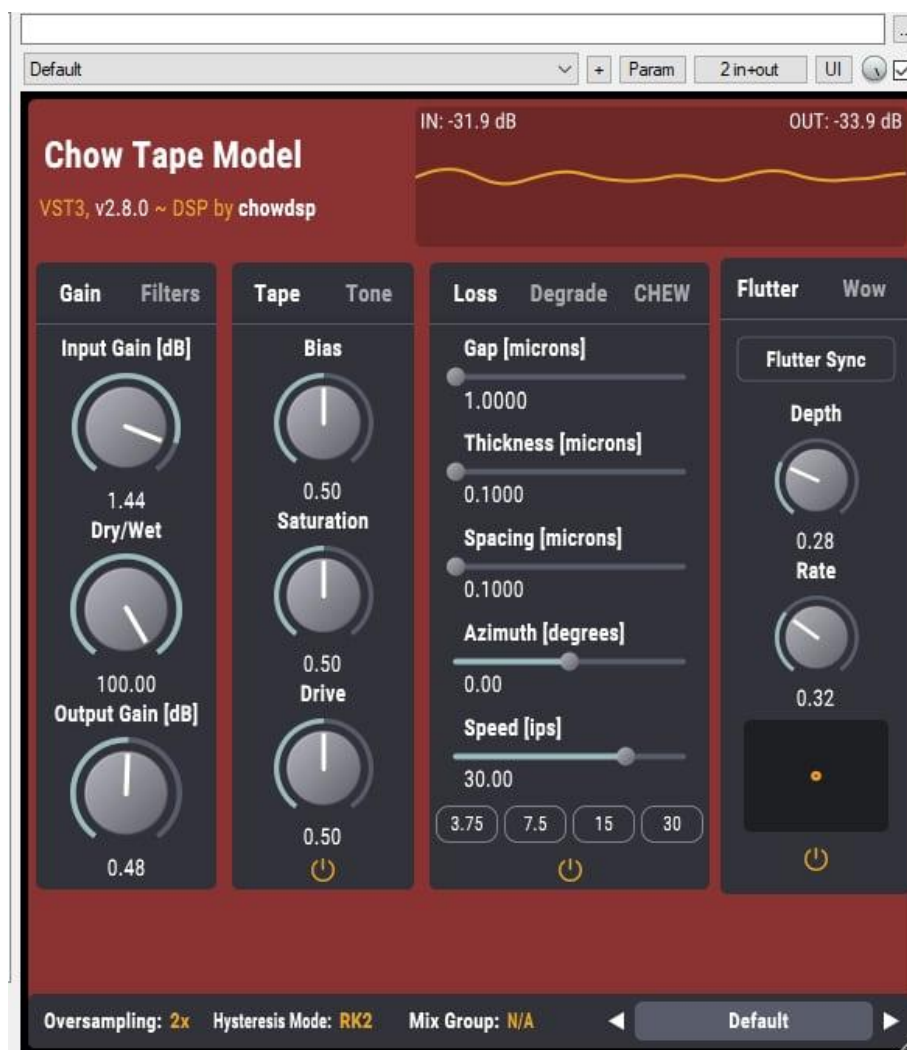 ...
Default
+ Param 2 in+out UI
IN: -31.9 dB OUT: -33.9 dB
Chow Tape Model
VST3, v2.8.0 ~ DSP by chowdsp
Gain Filters
Input Gain [dB]
1.44
Dry/Wet
100.00
Output Gain [dB]
0.48
Tape Tone
Bias
0.50
Saturation
0.50
Drive
0.50
Loss Degrade CHEW
Gap [microns]
1.0000
Thickness [microns]
0.1000
Spacing [microns]
0.1000
Azimuth [degrees]
0.00
Speed [ips]
30.00
3.75 7.5 15 30
Flutter Wow
Flutter Sync
Depth
0.28
Rate
0.32
Oversampling: 2x Hysteresis Mode: RK2 Mix Group: N/A Default